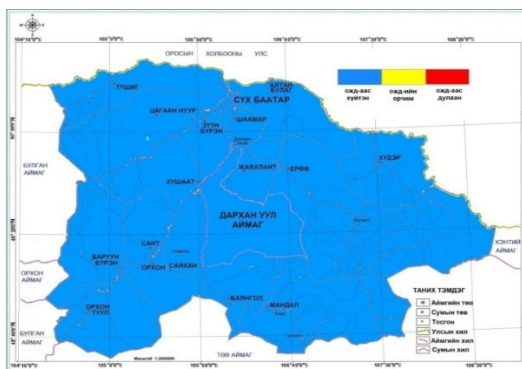 ОРОСЫН ХОЛБООНЫ УЛС
ожд-аас хүйтэн
ожд-ийн орчим
ожд-аас дулаан
ТҮШИГ
АЛТАН БУЛАГ
СҮХ БААТАР
ЦАГААН НУУР
ШААМАР
ЗҮҮН БҮРЭН
БУЛГАН АЙМАГ
ХУШААТ
ЖАВХЛАНТ
ЕРӨӨ
ХҮДЭР
ДАРХАН УУЛ АЙМАГ
САНТ
БАРУУН БҮРЭН
ОРХОН
САЙХАН
ХЭНТИЙ АЙМАГ
ОРХОН АЙМАГ
ОРХОН ТУУЛ
БАЯНГОЛ
МАНДАЛ
БУЛГАН АЙМАГ
ТӨВ АЙМАГ
ТАНИХ ТЭМДЭГ
Аймгийн төв
Сумын төв
Тосгон
Улсын хил
Аймгийн хил
Сумын хил